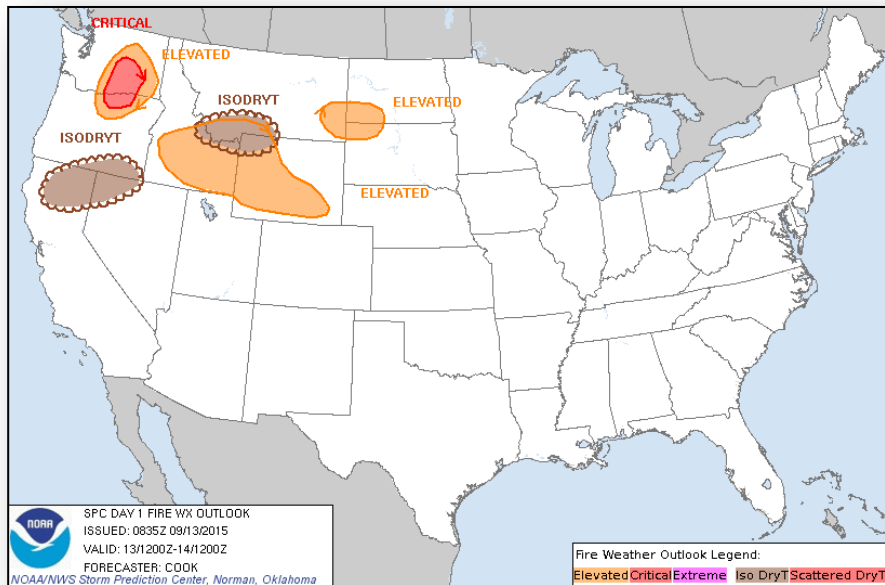 CRITICAL
ELEVATED
ISODRYT
ELEVATED
ISODRYT
ELEVATED
SPC DAY 1 FIRE WX OUTLOOK
ISSUED: 0835Z 09/13/2015
VALID: 13/1200Z-14/1200Z
FORECASTER: COOK
NOAA/NWS Storm Prediction Center, Norman, Oklahoma
NOAA
Fire Weather Outlook Legend:
Elevated Critical Extreme Iso DryT Scattered DryT